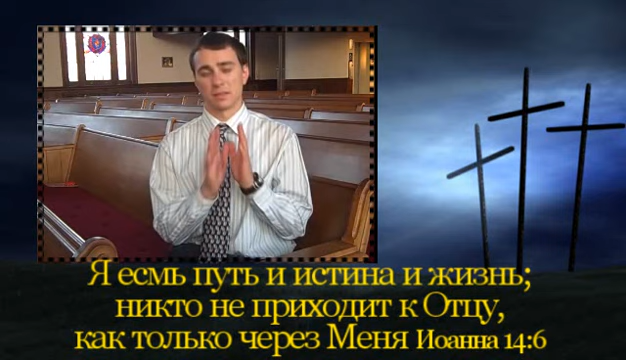 Я есмь путь и истина и жизнь;
никто не приходит к Отцу,
как только через Меня Иоанна 14:6